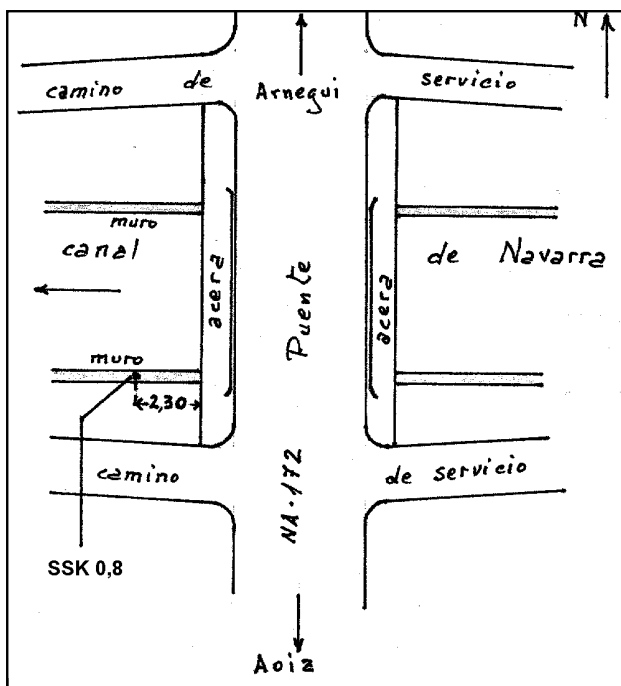 N
camino de
Arnegui
servicio
muro
canal
de Navarra
acera
Puente
acera
muro
2,30
camino
NA-172
de servicio
SSK 0,8
Aoiz